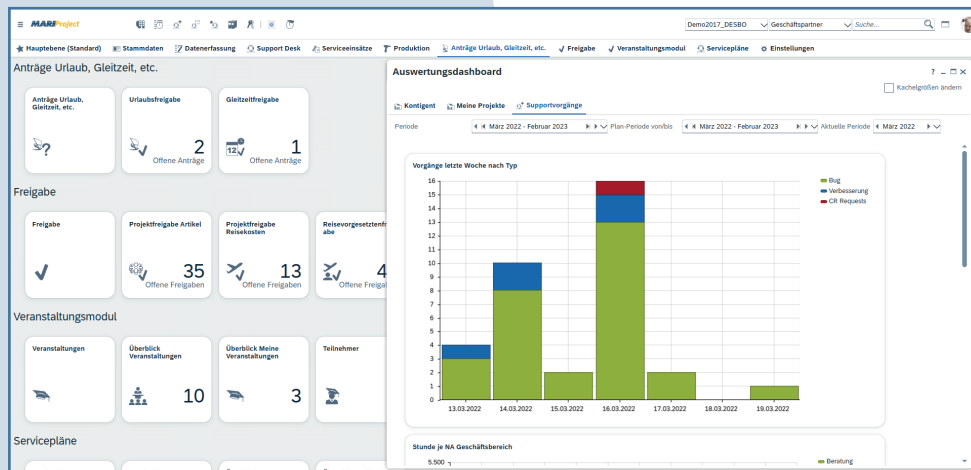 MARIProject
Demo2017_DESBO
Geschäftspartner
Suche...
Hauptebene (Standard)
Stammdaten
Datenerfassung
Support Desk
Serviceeinsätze
Produktion
Anträge Urlaub, Gleitzeit, etc.
Freigabe
Veranstaltungsmodul
Servicepläne
Einstellungen
Anträge Urlaub, Gleitzeit, etc.
Anträge Urlaub,
Gleitzeit, etc.
?
Urlaubsfreigabe
2
Offene Anträge
Gleitzeitfreigabe
12
1
Offene Anträge
Freigabe
Freigabe
Projektfreigabe Artikel
35
Offene Freigaben
Projektfreigabe
Reisekosten
13
Offene Freigaben
Reisevorgesetztenfr
abe
4
Offene Freigal
Veranstaltungsmodul
Veranstaltungen
Überblick
Veranstaltungen
10
Überblick Meine
Veranstaltungen
3
Teilnehmer
Servicepläne
Auswertungsdashboard
?
Kachelgrößen ändern
Kontigent
Meine Projekte
Supportvorgänge
Periode
März 2022 - Februar 2023
Plan-Periode von/bis
März 2022 - Februar 2023
Aktuelle Periode
März 2022
Vorgänge letzte Woche nach Typ
16
15
14
13
12
11
10
9
8
7
6
5
4
3
2
1
0
13.03.2022
14.03.2022
15.03.2022
16.03.2022
17.03.2022
18.03.2022
19.03.2022
Bug
Verbesserung
CR Requests
Stunde je NA Geschäftsbereich
5.500
Beratung